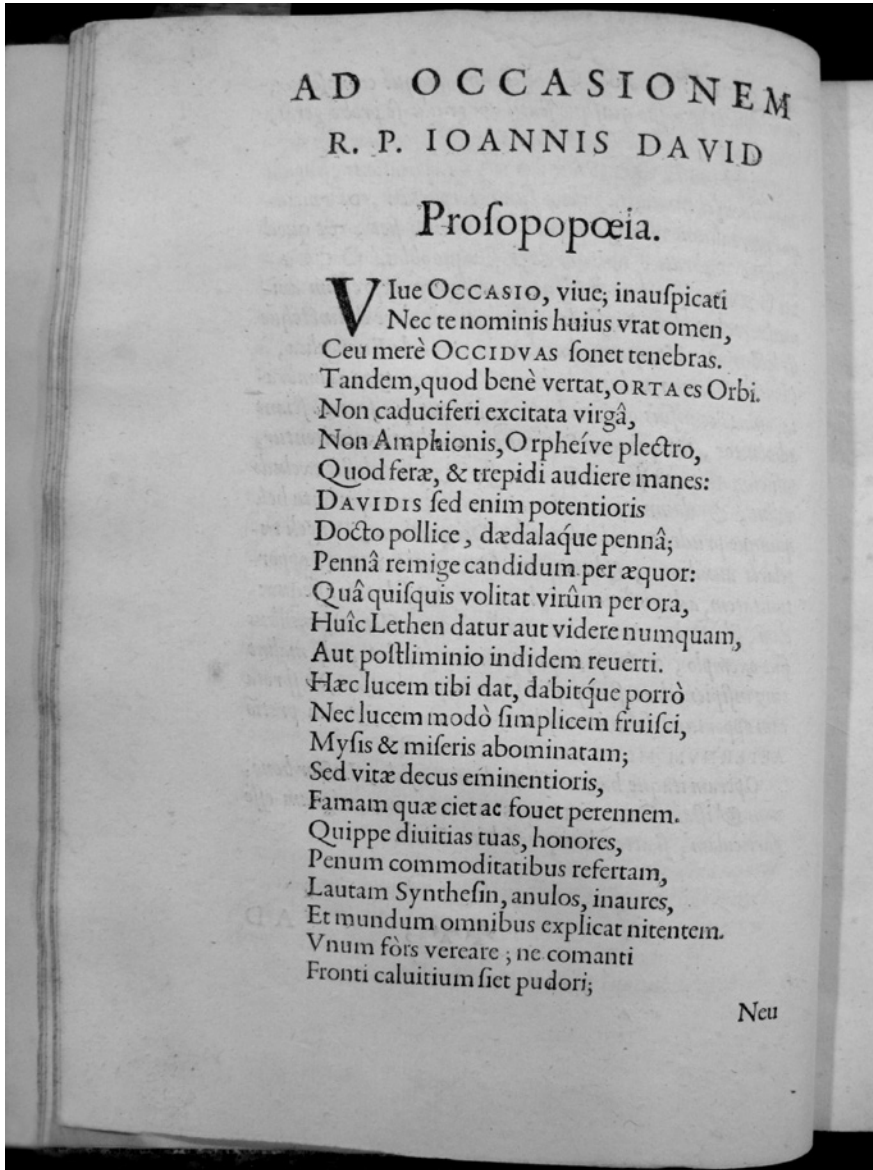 AD OCCASIONEM
R. P. IOANNIS DAVID
Proſopopœia.
VIue OCCASIO, viue; inauſpicati
Nec te nominis huius vrat omen,
Ceu merè OCCIDVAS ſonet tenebras.
Tandem, quod benè vertat, ORTA es Orbi.
Non caduciferi excitata virgâ,
Non Amphionis, Orpheíve plectro,
Quod feræ, & trepidi audiere manes:
DAVIDIS ſed enim potentioris
Docto pollice, dædalaq́ue pennâ;
Pennâ remige candidum per æquor:
Quâ quiſquis volitat virûm per ora,
Huîc Lethen datur aut videre numquam,
Aut poſtliminio indidem reuerti.
Hæc lucem tibi dat, dabitq́ue porrò
Nec lucem modò ſimplicem fruiſci,
Myſis & miſeris abominatam;
Sed vitæ decus eminentioris,
Famam quæ ciet ac fouet perennem.
Quippe diuitias tuas, honores,
Penum commoditatibus refertam,
Lautam Syntheſin, anulos, inaures,
Et mundum omnibus explicat nitentem.
Vnum fòrs vereare; ne comanti
Fronti caluitium ſiet pudori;
Neu